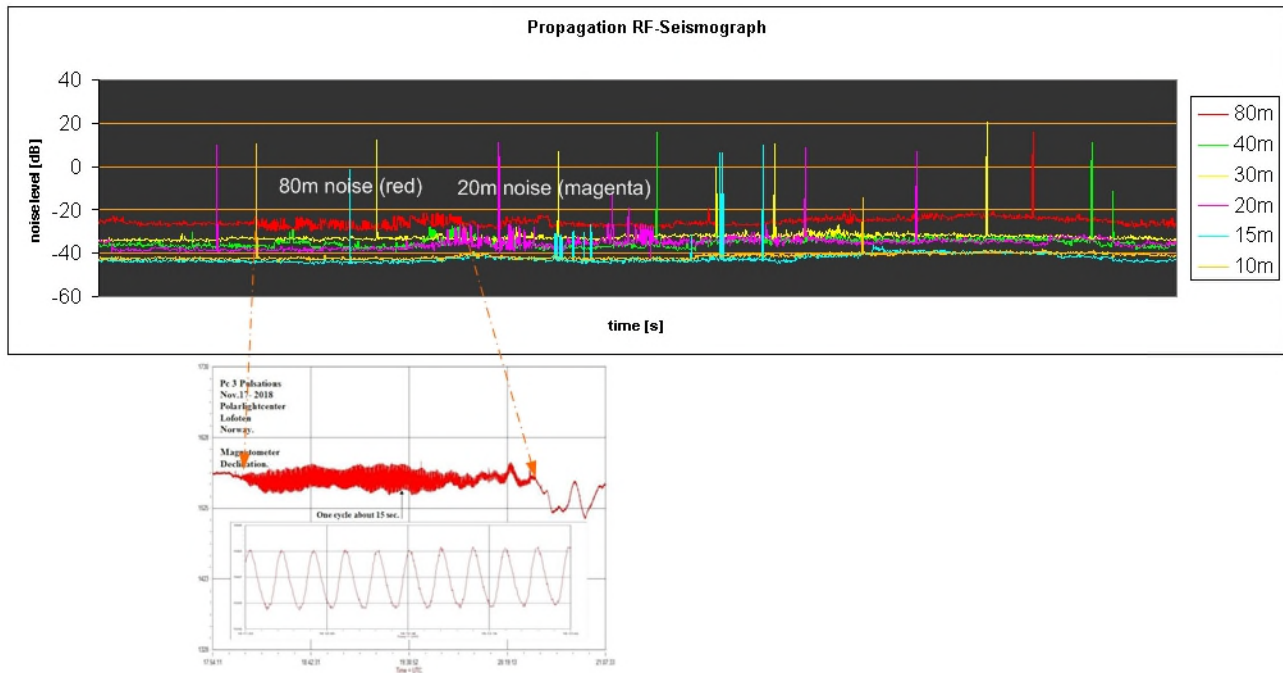 Propagation RF-Seismograph
noise level [dB]
40
20
0
-20
-40
-60
80m noise (red)
20m noise (magenta)
time [s]
80m
40m
30m
20m
15m
10m
Pc 3 Pulsations
Nov.17- 2018
Polarlightcenter
Lofoten
Norway.
Magnetometer
Declination.
One cycle about 15 sec.